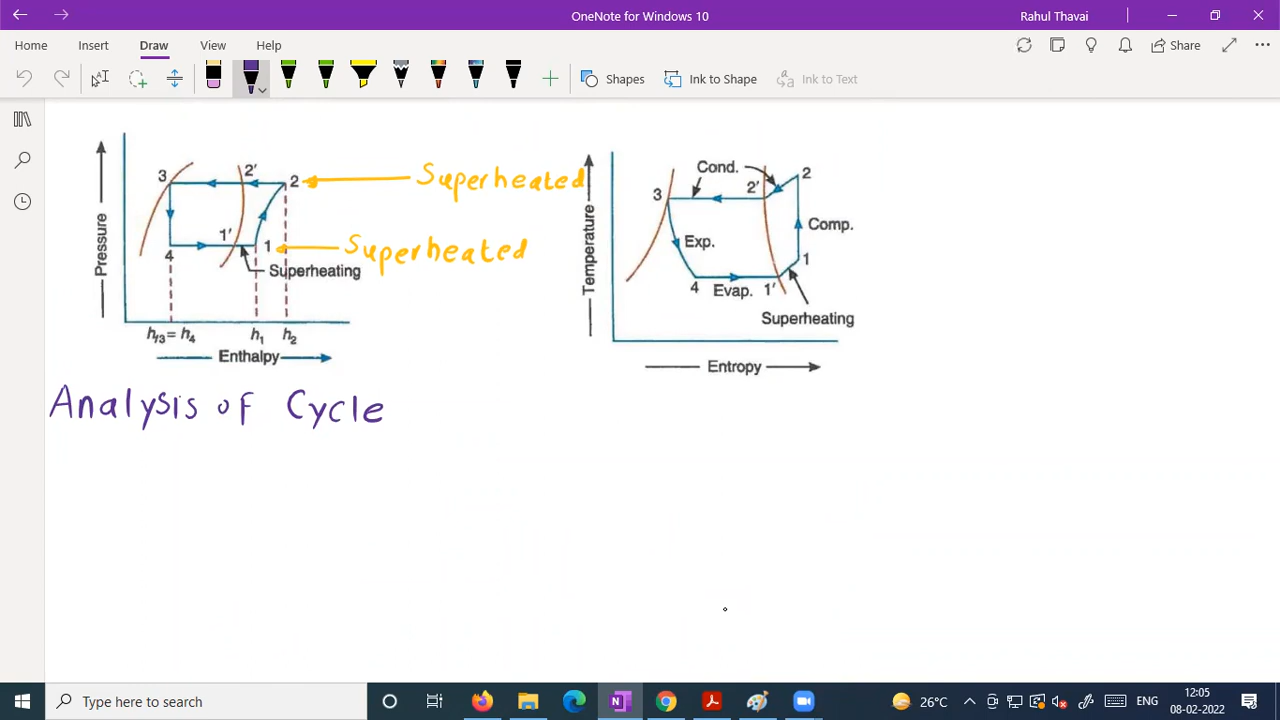 OneNote for Windows 10
Rahul Thavai
Home Insert Draw View Help
Share
Shapes
Ink to Shape
Ink to Text
3 2' 2 Superheated
1' 1 Superheated
4
Superheating
Pressure
hf3 = h4 h1 h2
Enthalpy
Cond. 2
3 2'
Comp.
Exp.
1
4 Evap. 1'
Superheating
Temperature
Entropy
Analysis of Cycle
Type here to search
26°C
ENG
12:05
08-02-2022